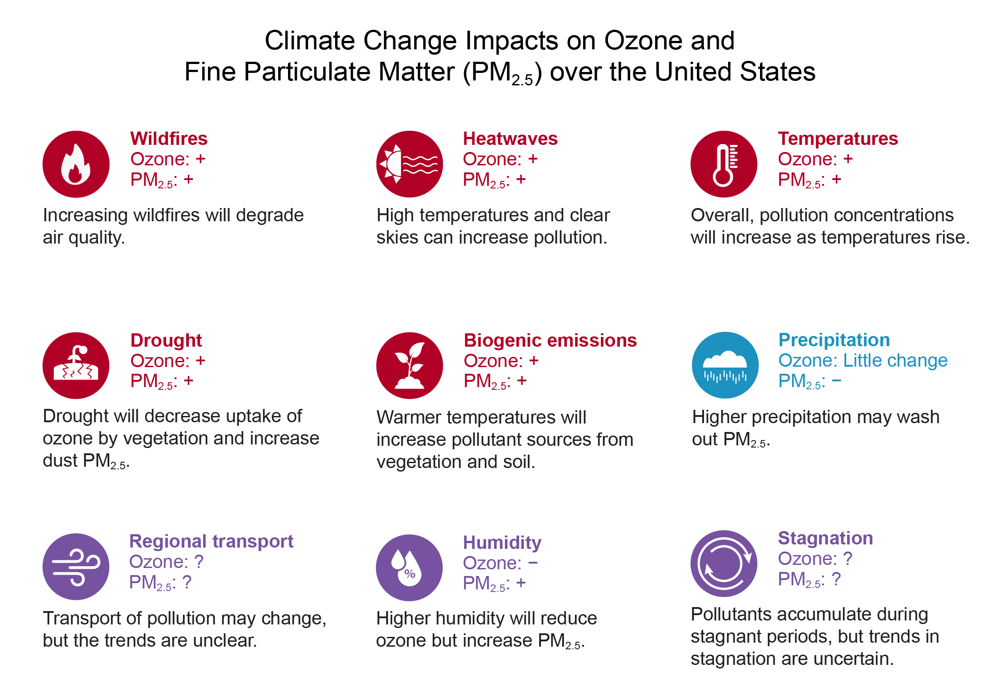 Climate Change Impacts on Ozone and
Fine Particulate Matter (PM2.5) over the United States
Wildfires
Ozone: +
PM2.5: +
Increasing wildfires will degrade
air quality.
Heatwaves
Ozone: +
PM2.5: +
High temperatures and clear
skies can increase pollution.
Temperatures
Ozone: +
PM2.5: +
Overall, pollution concentrations
will increase as temperatures rise.
Drought
Ozone: +
PM2.5: +
Drought will decrease uptake of
ozone by vegetation and increase
dust PM2.5.
Biogenic emissions
Ozone: +
PM2.5: +
Warmer temperatures will
increase pollutant sources from
vegetation and soil.
Precipitation
Ozone: Little change
PM2.5: −
Higher precipitation may wash
out PM2.5.
Regional transport
Ozone: ?
PM2.5: ?
Transport of pollution may change,
but the trends are unclear.
%
Humidity
Ozone: −
PM2.5: +
Higher humidity will reduce
ozone but increase PM2.5.
Stagnation
Ozone: ?
PM2.5: ?
Pollutants accumulate during
stagnant periods, but trends in
stagnation are uncertain.